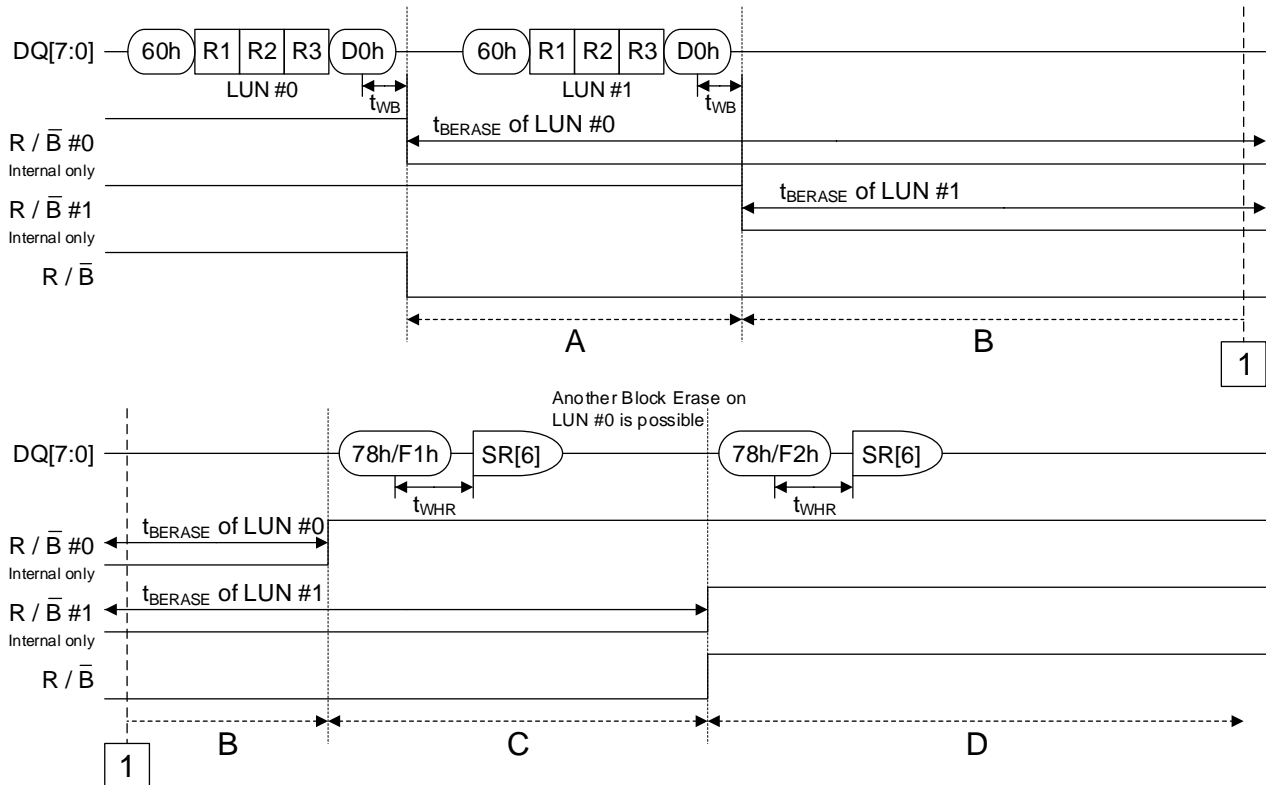 DQ[7:0] 60h R1 R2 R3 D0h 60h R1 R2 R3 D0h
LUN #0 LUN #1
tWB tWB
tBERASE of LUN #0
R / B̅ #0
Internal only
tBERASE of LUN #1
R / B̅ #1
Internal only
R / B̅
A B
1
Another Block Erase on
LUN #0 is possible
DQ[7:0] 78h/F1h SR[6] 78h/F2h SR[6]
tWHR tWHR
tBERASE of LUN #0
R / B̅ #0
Internal only
tBERASE of LUN #1
R / B̅ #1
Internal only
R / B̅
B C D
1